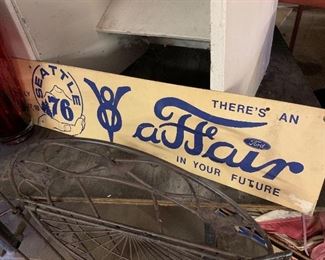 SEATTLE
76
V8
THERE'S AN
affair
Ford
IN YOUR FUTURE